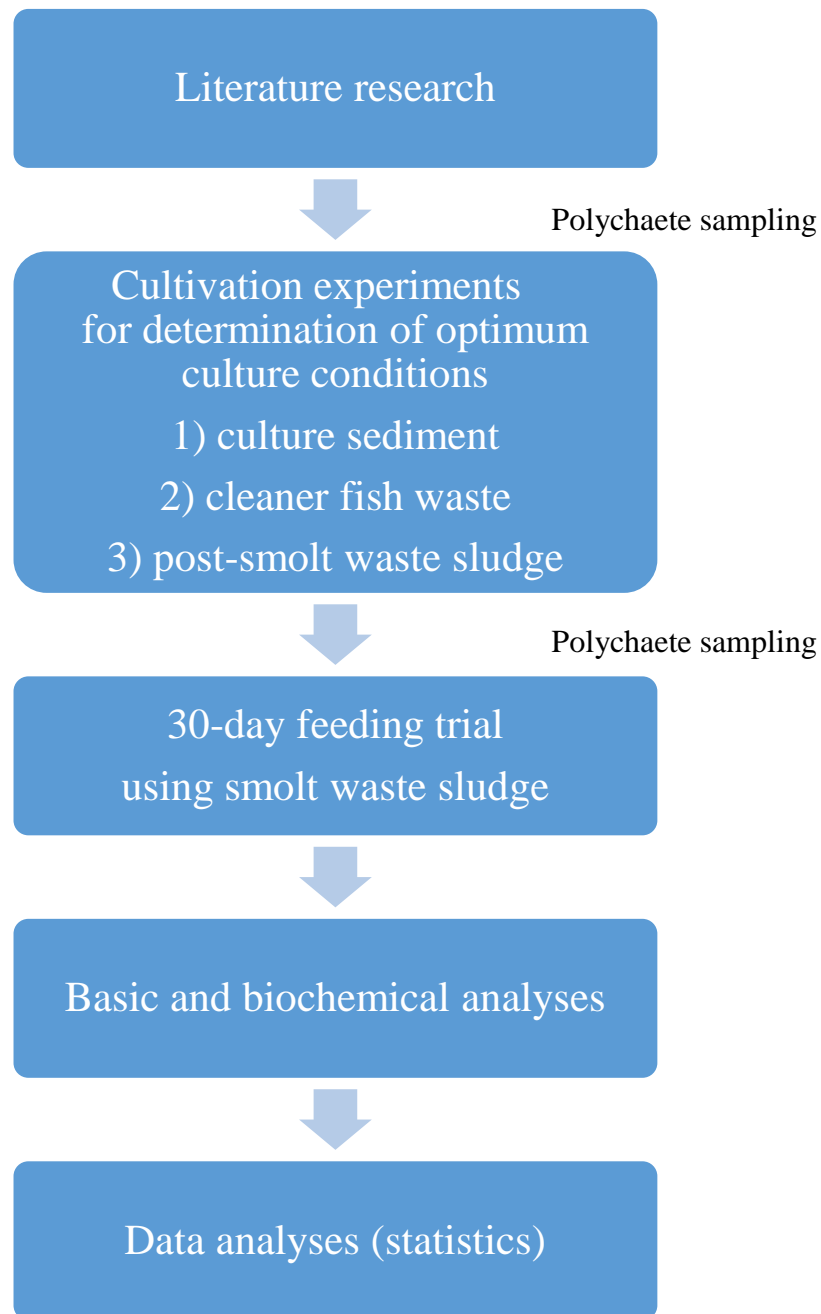 Literature research
Polychaete sampling
Cultivation experiments
for determination of optimum
culture conditions
1) culture sediment
2) cleaner fish waste
3) post-smolt waste sludge
Polychaete sampling
30-day feeding trial
using smolt waste sludge
Basic and biochemical analyses
Data analyses (statistics)